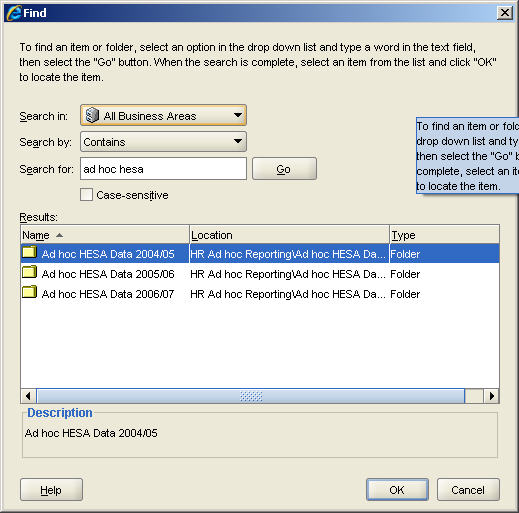 Find
To find an item or folder, select an option in the drop down list and type a word in the text field,
then select the "Go" button. When the search is complete, select an item from the list and click "OK"
to locate the item.
Search in: All Business Areas
Search by: Contains
Search for: ad hoc hesa Go
Case-sensitive
To find an item or fold
drop down list and ty
then select the "Go" b
complete, select an it
to locate the item.
Results:
Name Location Type
Ad hoc HESA Data 2004/05 HR Ad hoc Reporting\Ad hoc HESA Da... Folder
Ad hoc HESA Data 2005/06 HR Ad hoc Reporting\Ad hoc HESA Da... Folder
Ad hoc HESA Data 2006/07 HR Ad hoc Reporting\Ad hoc HESA Da... Folder
Description
Ad hoc HESA Data 2004/05
Help OK Cancel